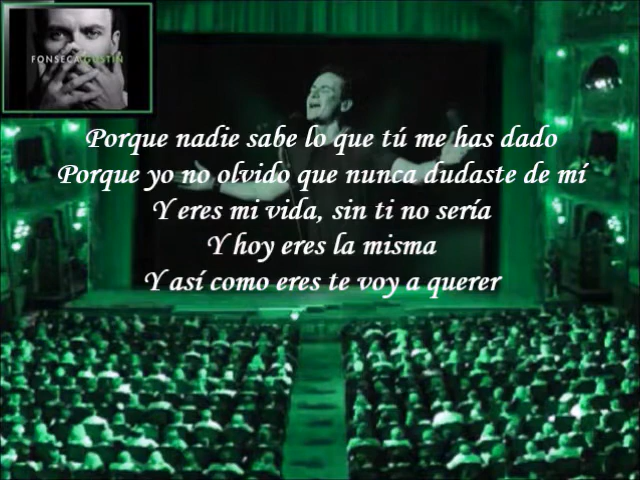 FONSECA GUSTIN
Porque nadie sabe lo que tú me has dado
Porque yo no olvido que nunca dudaste de mí
Y eres mi vida, sin ti no sería
Y hoy eres la misma
Y así como eres te voy a querer